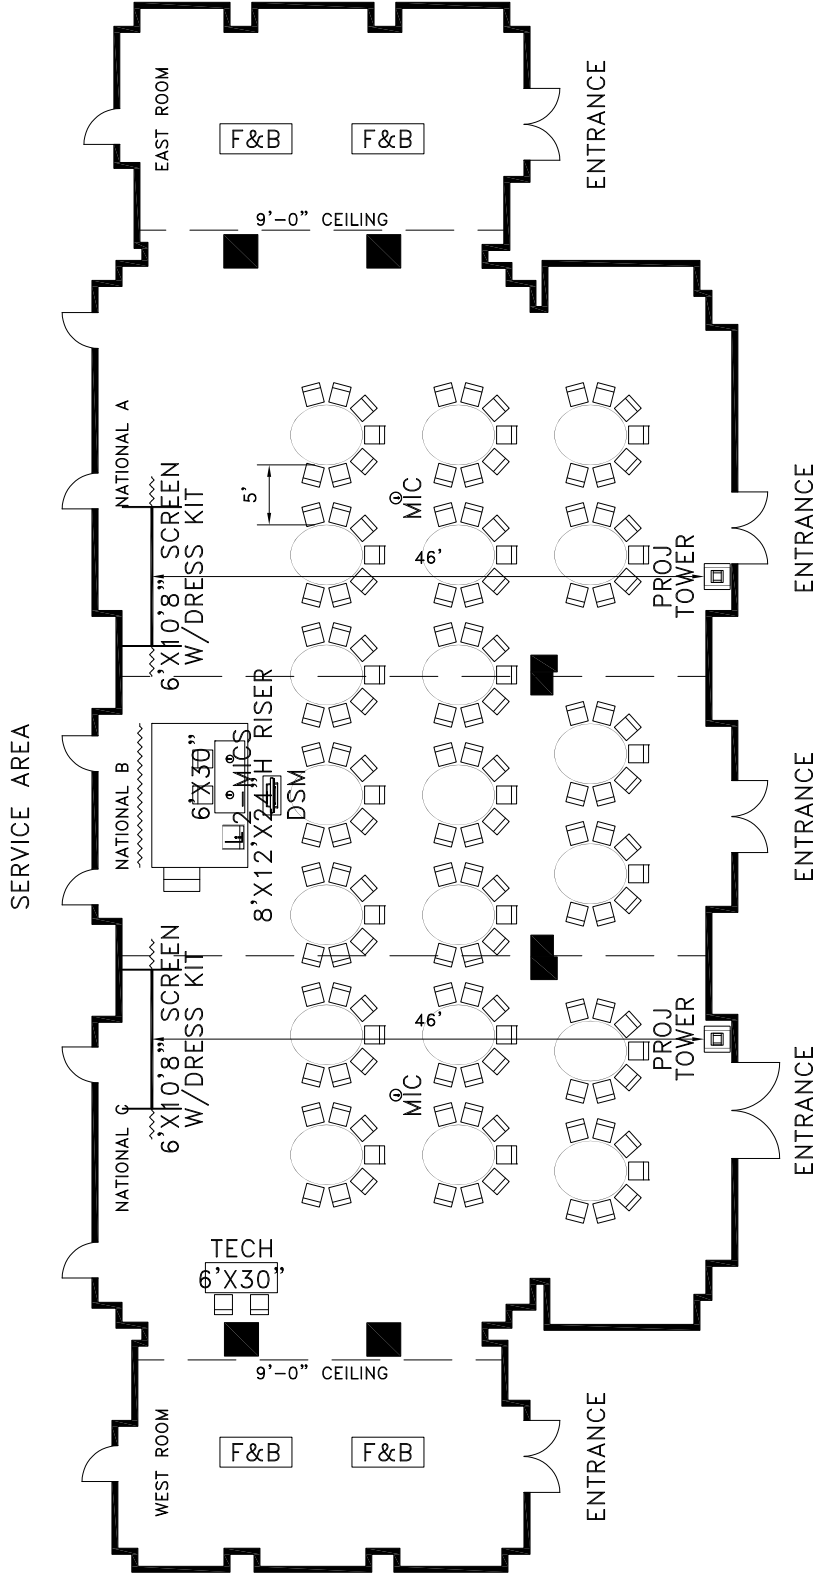 EAST ROOM
F&B
F&B
ENTRANCE
9'-0" CEILING
NATIONAL A
6'X10'8" SCREEN
W/DRESS KIT
5'
MIC
46'
PROJ
TOWER
ENTRANCE
SERVICE AREA
NATIONAL B
6'X30"
2-MICS
8'X12'X24"H RISER
DSM
ENTRANCE
NATIONAL C
6'X10'8" SCREEN
W/DRESS KIT
46'
MIC
PROJ
TOWER
ENTRANCE
TECH
6'X30"
9'-0" CEILING
WEST ROOM
F&B
F&B
ENTRANCE